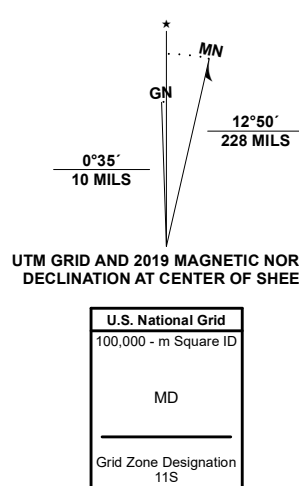 ★
MN
GN
12°50´
228 MILS
0°35´
10 MILS
UTM GRID AND 2019 MAGNETIC NOR
DECLINATION AT CENTER OF SHEE
U.S. National Grid
100,000 - m Square ID
MD
Grid Zone Designation
11S